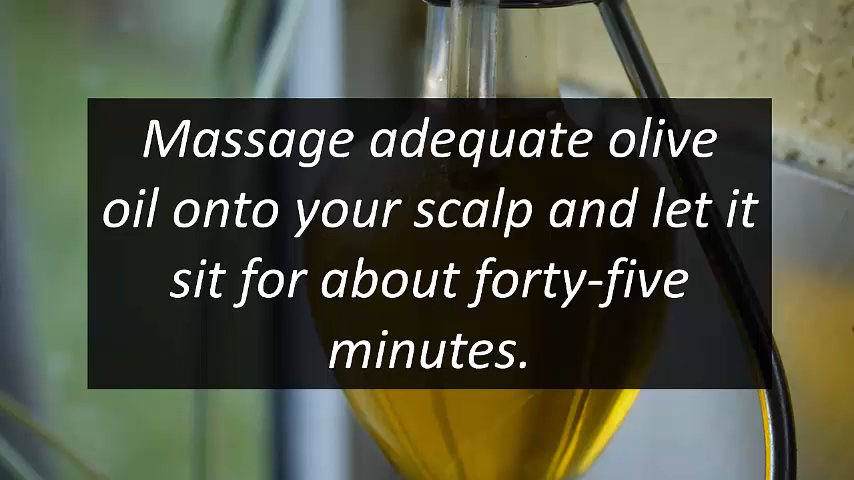 Massage adequate olive
oil onto your scalp and let it
sit for about forty-five
minutes.